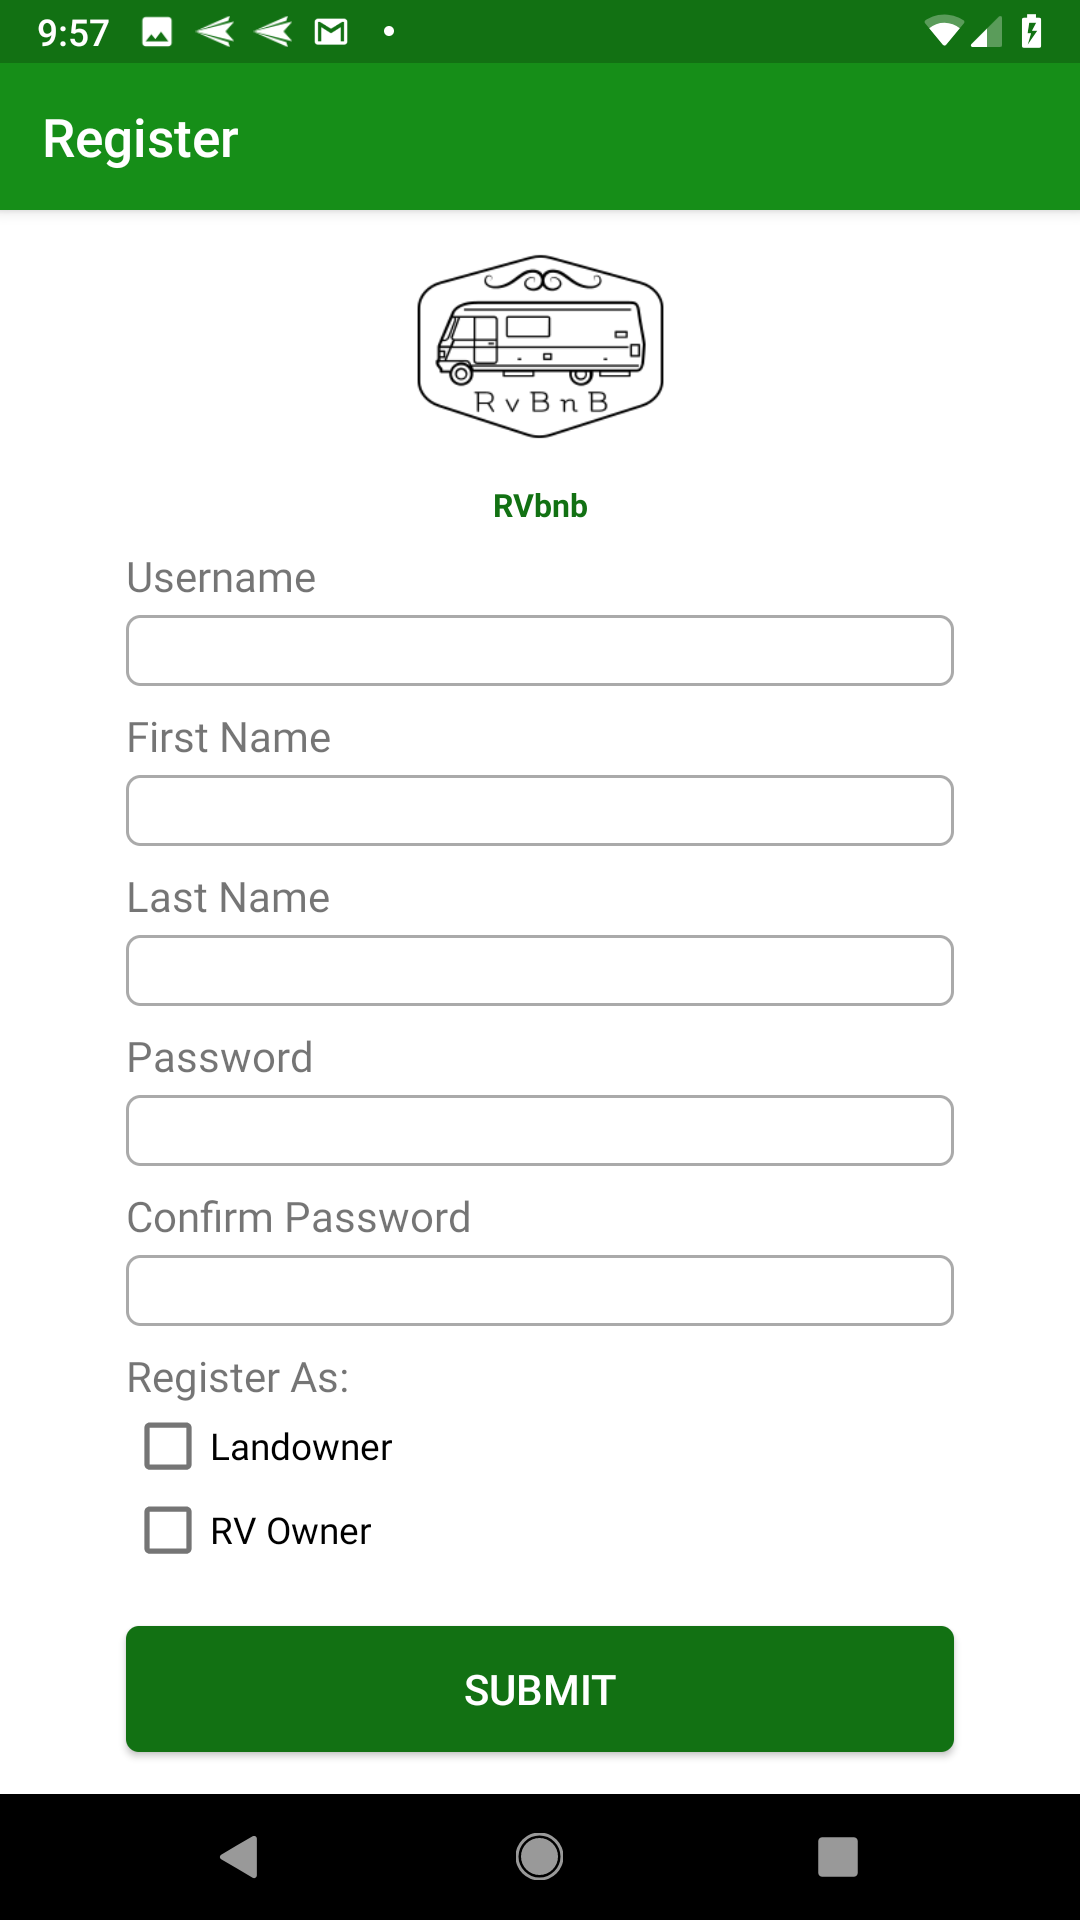 9:57
Register
RvBnB
RVbnb
Username
First Name
Last Name
Password
Confirm Password
Register As:
Landowner
RV Owner
SUBMIT